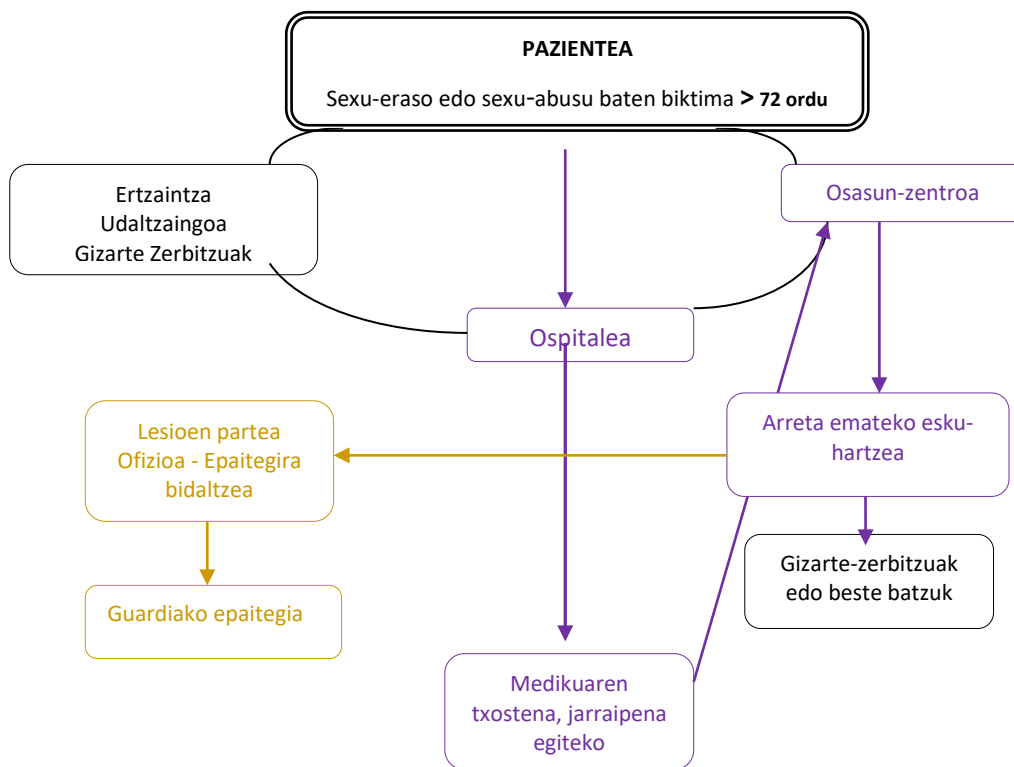 PAZIENTEA
Sexu-eraso edo sexu-abusu baten biktima > 72 ordu
Ertzaintza
Udaltzaingoa
Gizarte Zerbitzuak
Osasun-zentroa
Ospitalea
Lesioen partea
Ofizioa - Epaitegira
bidaltzea
Arreta emateko esku-
hartzea
Gizarte-zerbitzuak
edo beste batzuk
Guardiako epaitegia
Medikuaren
txostena, jarraipena
egiteko